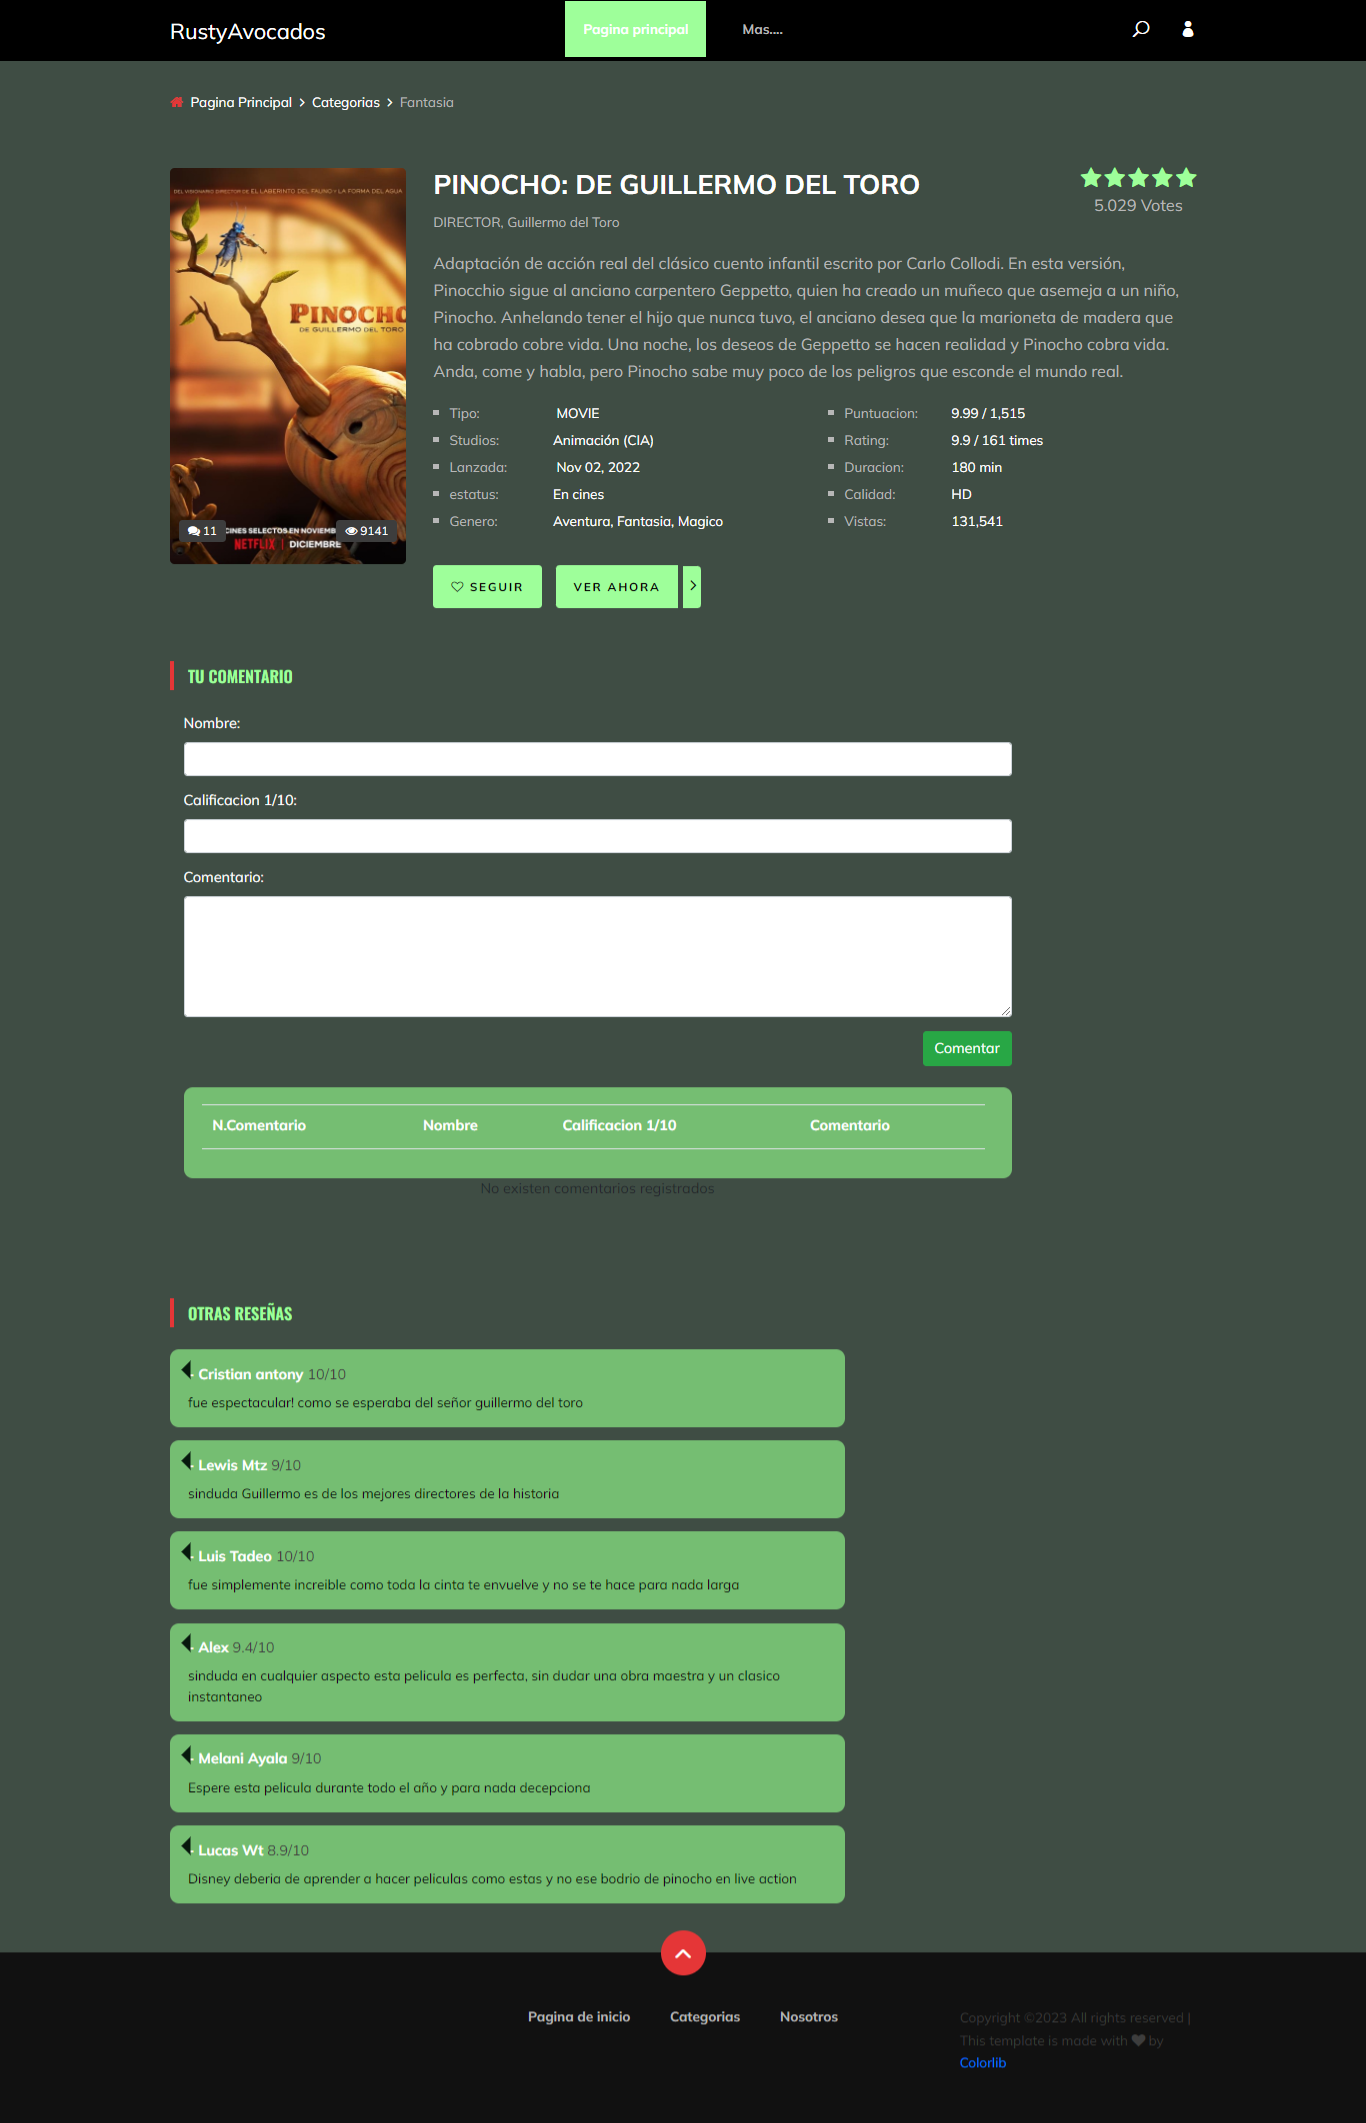 RustyAvocados
Pagina principal
Mas....
Pagina Principal > Categorias > Fantasia
DEL VISIONARIO DIRECTOR DE EL LABERINTO DEL FAUNO Y LA FORMA DEL AGUA
PINOCHO
DE GUILLERMO DEL TORO
CINES SELECTOS EN NOVIEMB
NETFLIX | DICIEMBRE
11
9141
PINOCHO: DE GUILLERMO DEL TORO
DIRECTOR, Guillermo del Toro
5.029 Votes
Adaptación de acción real del clásico cuento infantil escrito por Carlo Collodi. En esta versión,
Pinocchio sigue al anciano carpentero Geppetto, quien ha creado un muñeco que asemeja a un niño,
Pinocho. Anhelando tener el hijo que nunca tuvo, el anciano desea que la marioneta de madera que
ha cobrado cobre vida. Una noche, los deseos de Geppetto se hacen realidad y Pinocho cobra vida.
Anda, come y habla, pero Pinocho sabe muy poco de los peligros que esconde el mundo real.
Tipo: MOVIE
Studios: Animación (CIA)
Lanzada: Nov 02, 2022
estatus: En cines
Genero: Aventura, Fantasia, Magico
Puntuacion: 9.99 / 1,515
Rating: 9.9 / 161 times
Duracion: 180 min
Calidad: HD
Vistas: 131,541
SEGUIR
VER AHORA
TU COMENTARIO
Nombre:
Calificacion 1/10:
Comentario:
Comentar
N.Comentario Nombre Calificacion 1/10 Comentario
No existen comentarios registrados
OTRAS RESEÑAS
- Cristian antony 10/10
fue espectacular! como se esperaba del señor guillermo del toro
- Lewis Mtz 9/10
sinduda Guillermo es de los mejores directores de la historia
- Luis Tadeo 10/10
fue simplemente increible como toda la cinta te envuelve y no se te hace para nada larga
- Alex 9.4/10
sinduda en cualquier aspecto esta pelicula es perfecta, sin dudar una obra maestra y un clasico
instantaneo
- Melani Ayala 9/10
Espere esta pelicula durante todo el año y para nada decepciona
- Lucas Wt 8.9/10
Disney deberia de aprender a hacer peliculas como estas y no ese bodrio de pinocho en live action
Pagina de inicio
Categorias
Nosotros
Copyright ©2023 All rights reserved |
This template is made with ♥ by
Colorlib